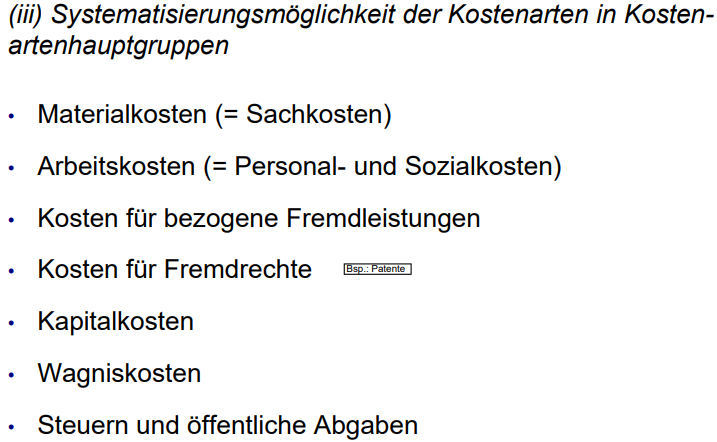 (iii) Systematisierungsmöglichkeit der Kostenarten in Kosten-
artenhauptgruppen
• Materialkosten (= Sachkosten)
• Arbeitskosten (= Personal- und Sozialkosten)
• Kosten für bezogene Fremdleistungen
• Kosten für Fremdrechte Bsp.: Patente
• Kapitalkosten
• Wagniskosten
• Steuern und öffentliche Abgaben